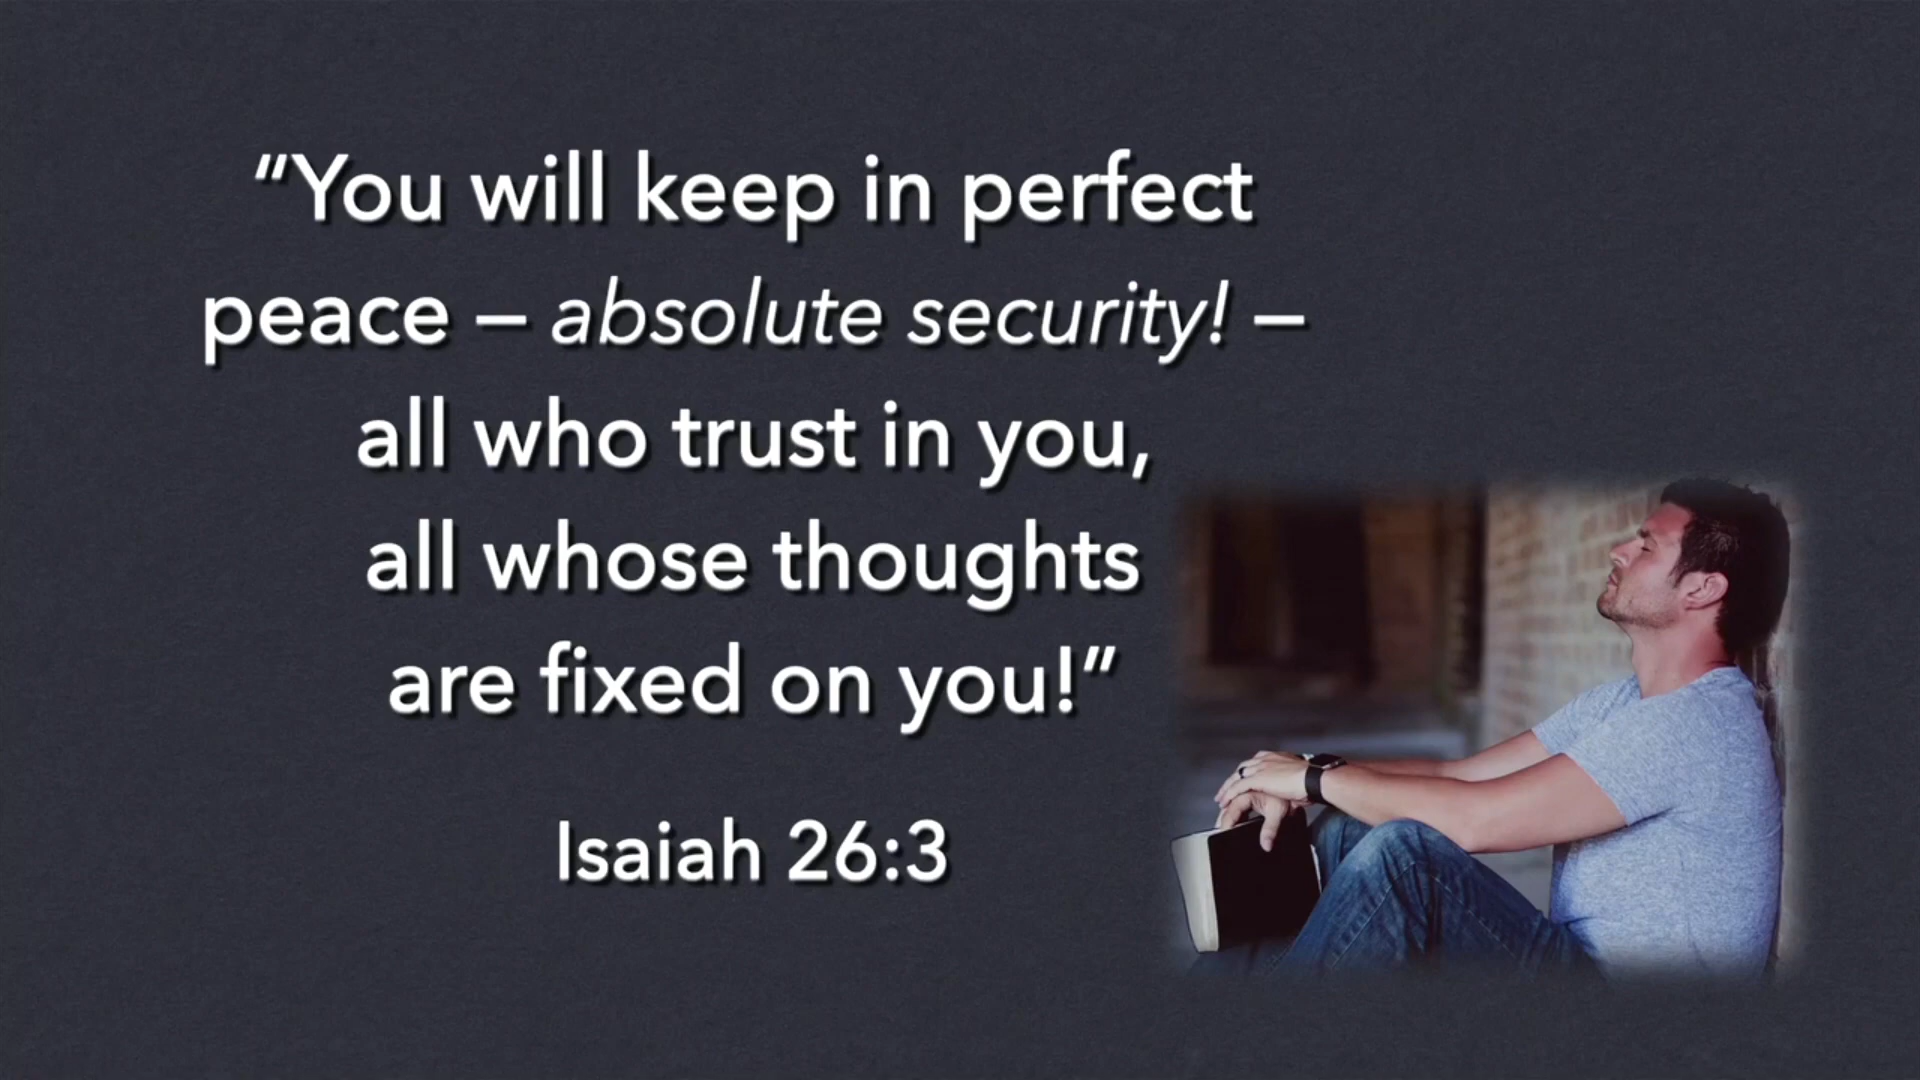 “You will keep in perfect
peace – absolute security! –
all who trust in you,
all whose thoughts
are fixed on you!”
Isaiah 26:3